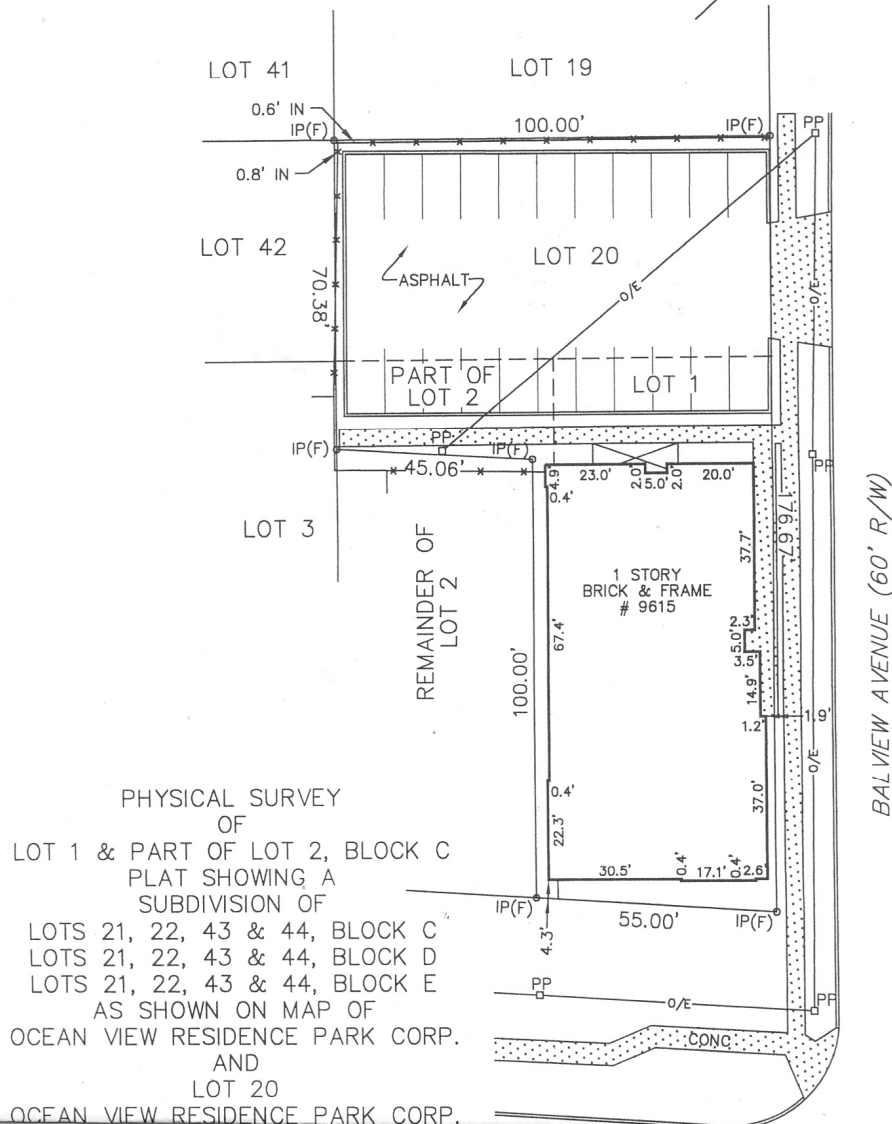 LOT 41
LOT 19
0.6' IN
IP(F)
100.00'
IP(F)
PP
0.8' IN
LOT 42
LOT 20
ASPHALT
O/E
O/E
70.38'
PART OF
LOT 2
LOT 1
IP(F)
PP
IP(F)
PP
45.06'
4.9'
0.4'
23.0'
2.0'
5.0'
2.0'
20.0'
176.67'
LOT 3
REMAINDER OF
LOT 2
37.7'
1 STORY
BRICK & FRAME
# 9615
67.4'
2.3'
5.0'
3.5'
14.9'
100.00'
1.2'
1.9'
O/E
BALVIEW AVENUE (60' R/W)
0.4'
22.3'
37.0'
30.5'
0.4'
17.1'
0.4'
2.6'
IP(F)
55.00'
IP(F)
4.3'
PP
O/E
PP
CONC
PHYSICAL SURVEY
OF
LOT 1 & PART OF LOT 2, BLOCK C
PLAT SHOWING A
SUBDIVISION OF
LOTS 21, 22, 43 & 44, BLOCK C
LOTS 21, 22, 43 & 44, BLOCK D
LOTS 21, 22, 43 & 44, BLOCK E
AS SHOWN ON MAP OF
OCEAN VIEW RESIDENCE PARK CORP.
AND
LOT 20
OCEAN VIEW RESIDENCE PARK CORP.